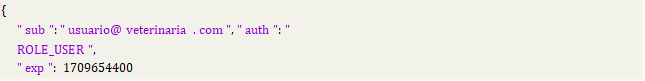 {
" sub ": " usuario@ veterinaria . com ", " auth ": "
ROLE_USER ",
" exp ": 1709654400